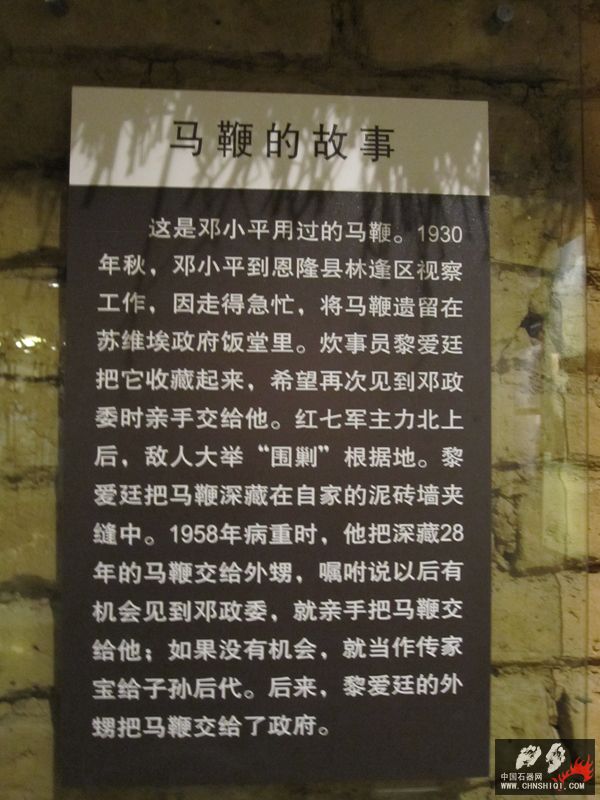 马鞭的故事
这是邓小平用过的马鞭。1930
年秋，邓小平到恩隆县林逢区视察
工作，因走得急忙，将马鞭遗留在
苏维埃政府饭堂里。炊事员黎爱廷
把它收藏起来，希望再次见到邓政
委时亲手交给他。红七军主力北上
后，敌人大举“围剿”根据地。黎
爱廷把马鞭深藏在自家的泥砖墙夹
缝中。1958年病重时，他把深藏28
年的马鞭交给外甥，嘱咐说以后有
机会见到邓政委，就亲手把马鞭交
给他；如果没有机会，就当作传家
宝给子孙后代。后来，黎爱廷的外
甥把马鞭交给了政府。
中国石器网
WWW.CHNSHIQI.COM